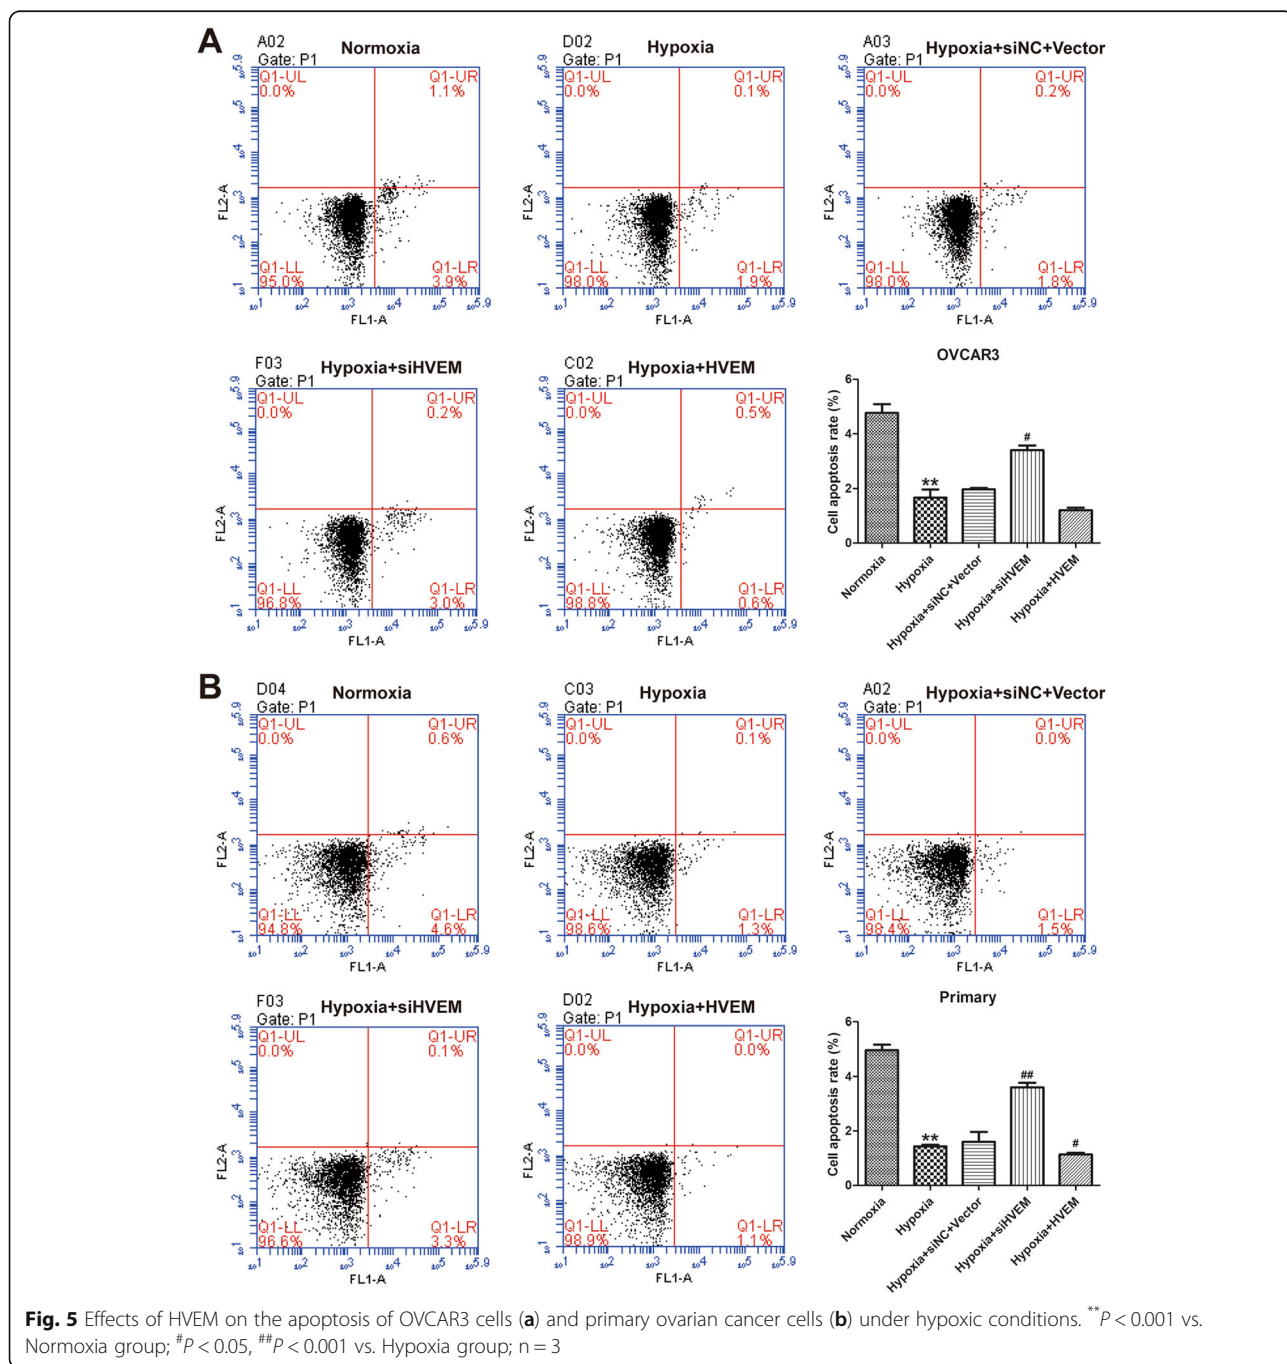 A
A02
Gate: P1
Normoxia
Q1-UL
0.0%
Q1-UR
1.1%
Q1-LL
95.0%
Q1-LR
3.9%
FL2-A
FL1-A
D02
Gate: P1
Hypoxia
Q1-UL
0.0%
Q1-UR
0.1%
Q1-LL
98.0%
Q1-LR
1.9%
FL2-A
FL1-A
A03
Gate: P1
Hypoxia+siNC+Vector
Q1-UL
0.0%
Q1-UR
0.2%
Q1-LL
98.0%
Q1-LR
1.8%
FL2-A
FL1-A
F03
Gate: P1
Hypoxia+siHVEM
Q1-UL
0.0%
Q1-UR
0.2%
Q1-LL
96.8%
Q1-LR
3.0%
FL2-A
FL1-A
C02
Gate: P1
Hypoxia+HVEM
Q1-UL
0.0%
Q1-UR
0.5%
Q1-LL
98.8%
Q1-LR
0.6%
FL2-A
FL1-A
OVCAR3
Cell apoptosis rate (%)
6
4
2
0
**
#
Normoxia
Hypoxia
Hypoxia+siNC+Vector
Hypoxia+siHVEM
Hypoxia+HVEM
B
D04
Gate: P1
Normoxia
Q1-UL
0.0%
Q1-UR
0.6%
Q1-LL
94.8%
Q1-LR
4.6%
FL2-A
FL1-A
C03
Gate: P1
Hypoxia
Q1-UL
0.0%
Q1-UR
0.1%
Q1-LL
98.6%
Q1-LR
1.3%
FL2-A
FL1-A
A02
Gate: P1
Hypoxia+siNC+Vector
Q1-UL
0.0%
Q1-UR
0.0%
Q1-LL
98.4%
Q1-LR
1.5%
FL2-A
FL1-A
F03
Gate: P1
Hypoxia+siHVEM
Q1-UL
0.0%
Q1-UR
0.1%
Q1-LL
96.6%
Q1-LR
3.3%
FL2-A
FL1-A
D02
Gate: P1
Hypoxia+HVEM
Q1-UL
0.0%
Q1-UR
0.0%
Q1-LL
98.9%
Q1-LR
1.1%
FL2-A
FL1-A
Primary
Cell apoptosis rate (%)
6
4
2
0
**
##
#
Normoxia
Hypoxia
Hypoxia+siNC+Vector
Hypoxia+siHVEM
Hypoxia+HVEM
Fig. 5 Effects of HVEM on the apoptosis of OVCAR3 cells (a) and primary ovarian cancer cells (b) under hypoxic conditions. **P < 0.001 vs.
Normoxia group; #P < 0.05, ##P < 0.001 vs. Hypoxia group; n = 3